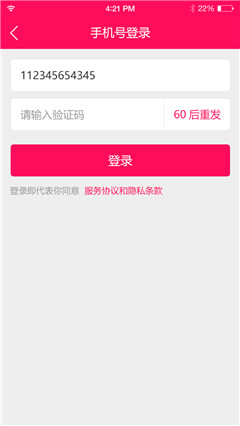 4:21 PM
22%
手机号登录
112345654345
请输入验证码
60 后重发
登录
登录即代表你同意 服务协议和隐私条款